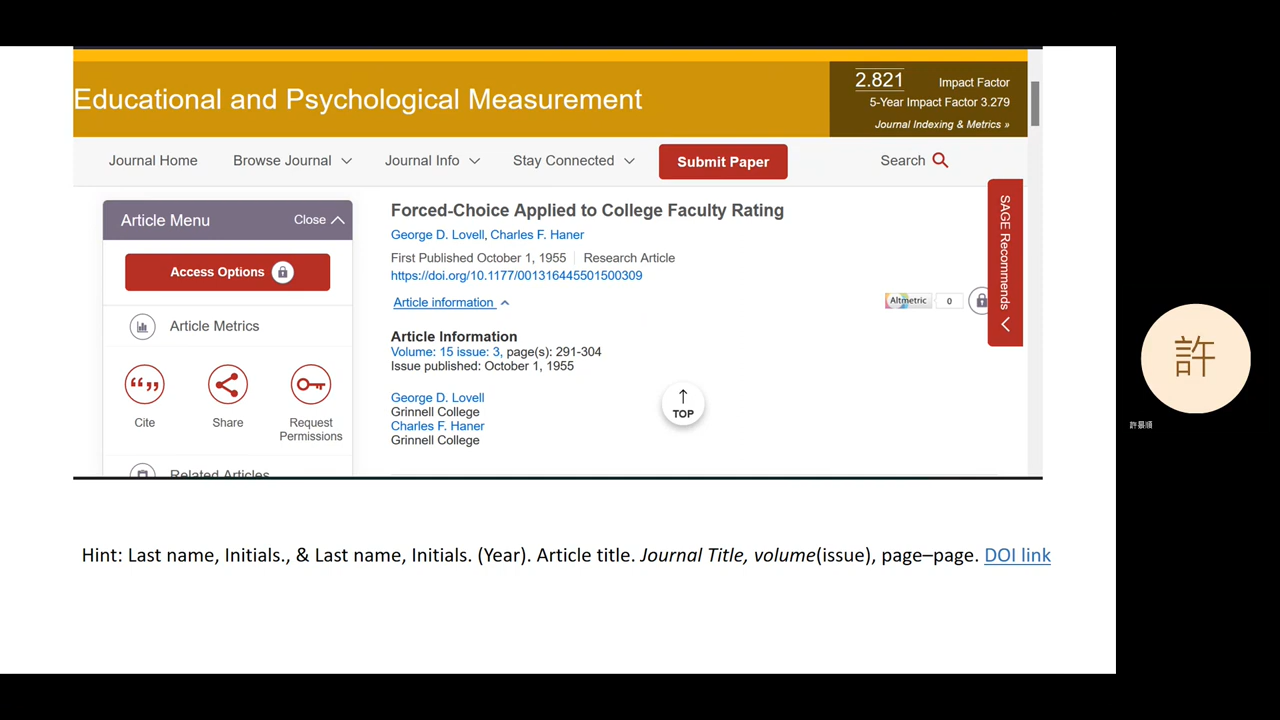 Educational and Psychological Measurement
2.821 Impact Factor
5-Year Impact Factor 3.279
Journal Indexing & Metrics »
Journal Home Browse Journal Journal Info Stay Connected Submit Paper Search
Article Menu Close
Access Options
Article Metrics
Cite Share Request Permissions
Related Articles
Forced-Choice Applied to College Faculty Rating
George D. Lovell, Charles F. Haner
First Published October 1, 1955 Research Article
https://doi.org/10.1177/001316445501500309
Article information
Altmetric 0
Article Information
Volume: 15 issue: 3, page(s): 291-304
Issue published: October 1, 1955
George D. Lovell
Grinnell College
Charles F. Haner
Grinnell College
↑
TOP
SAGE Recommends
許
許景順
Hint: Last name, Initials., & Last name, Initials. (Year). Article title. Journal Title, volume(issue), page–page. DOI link